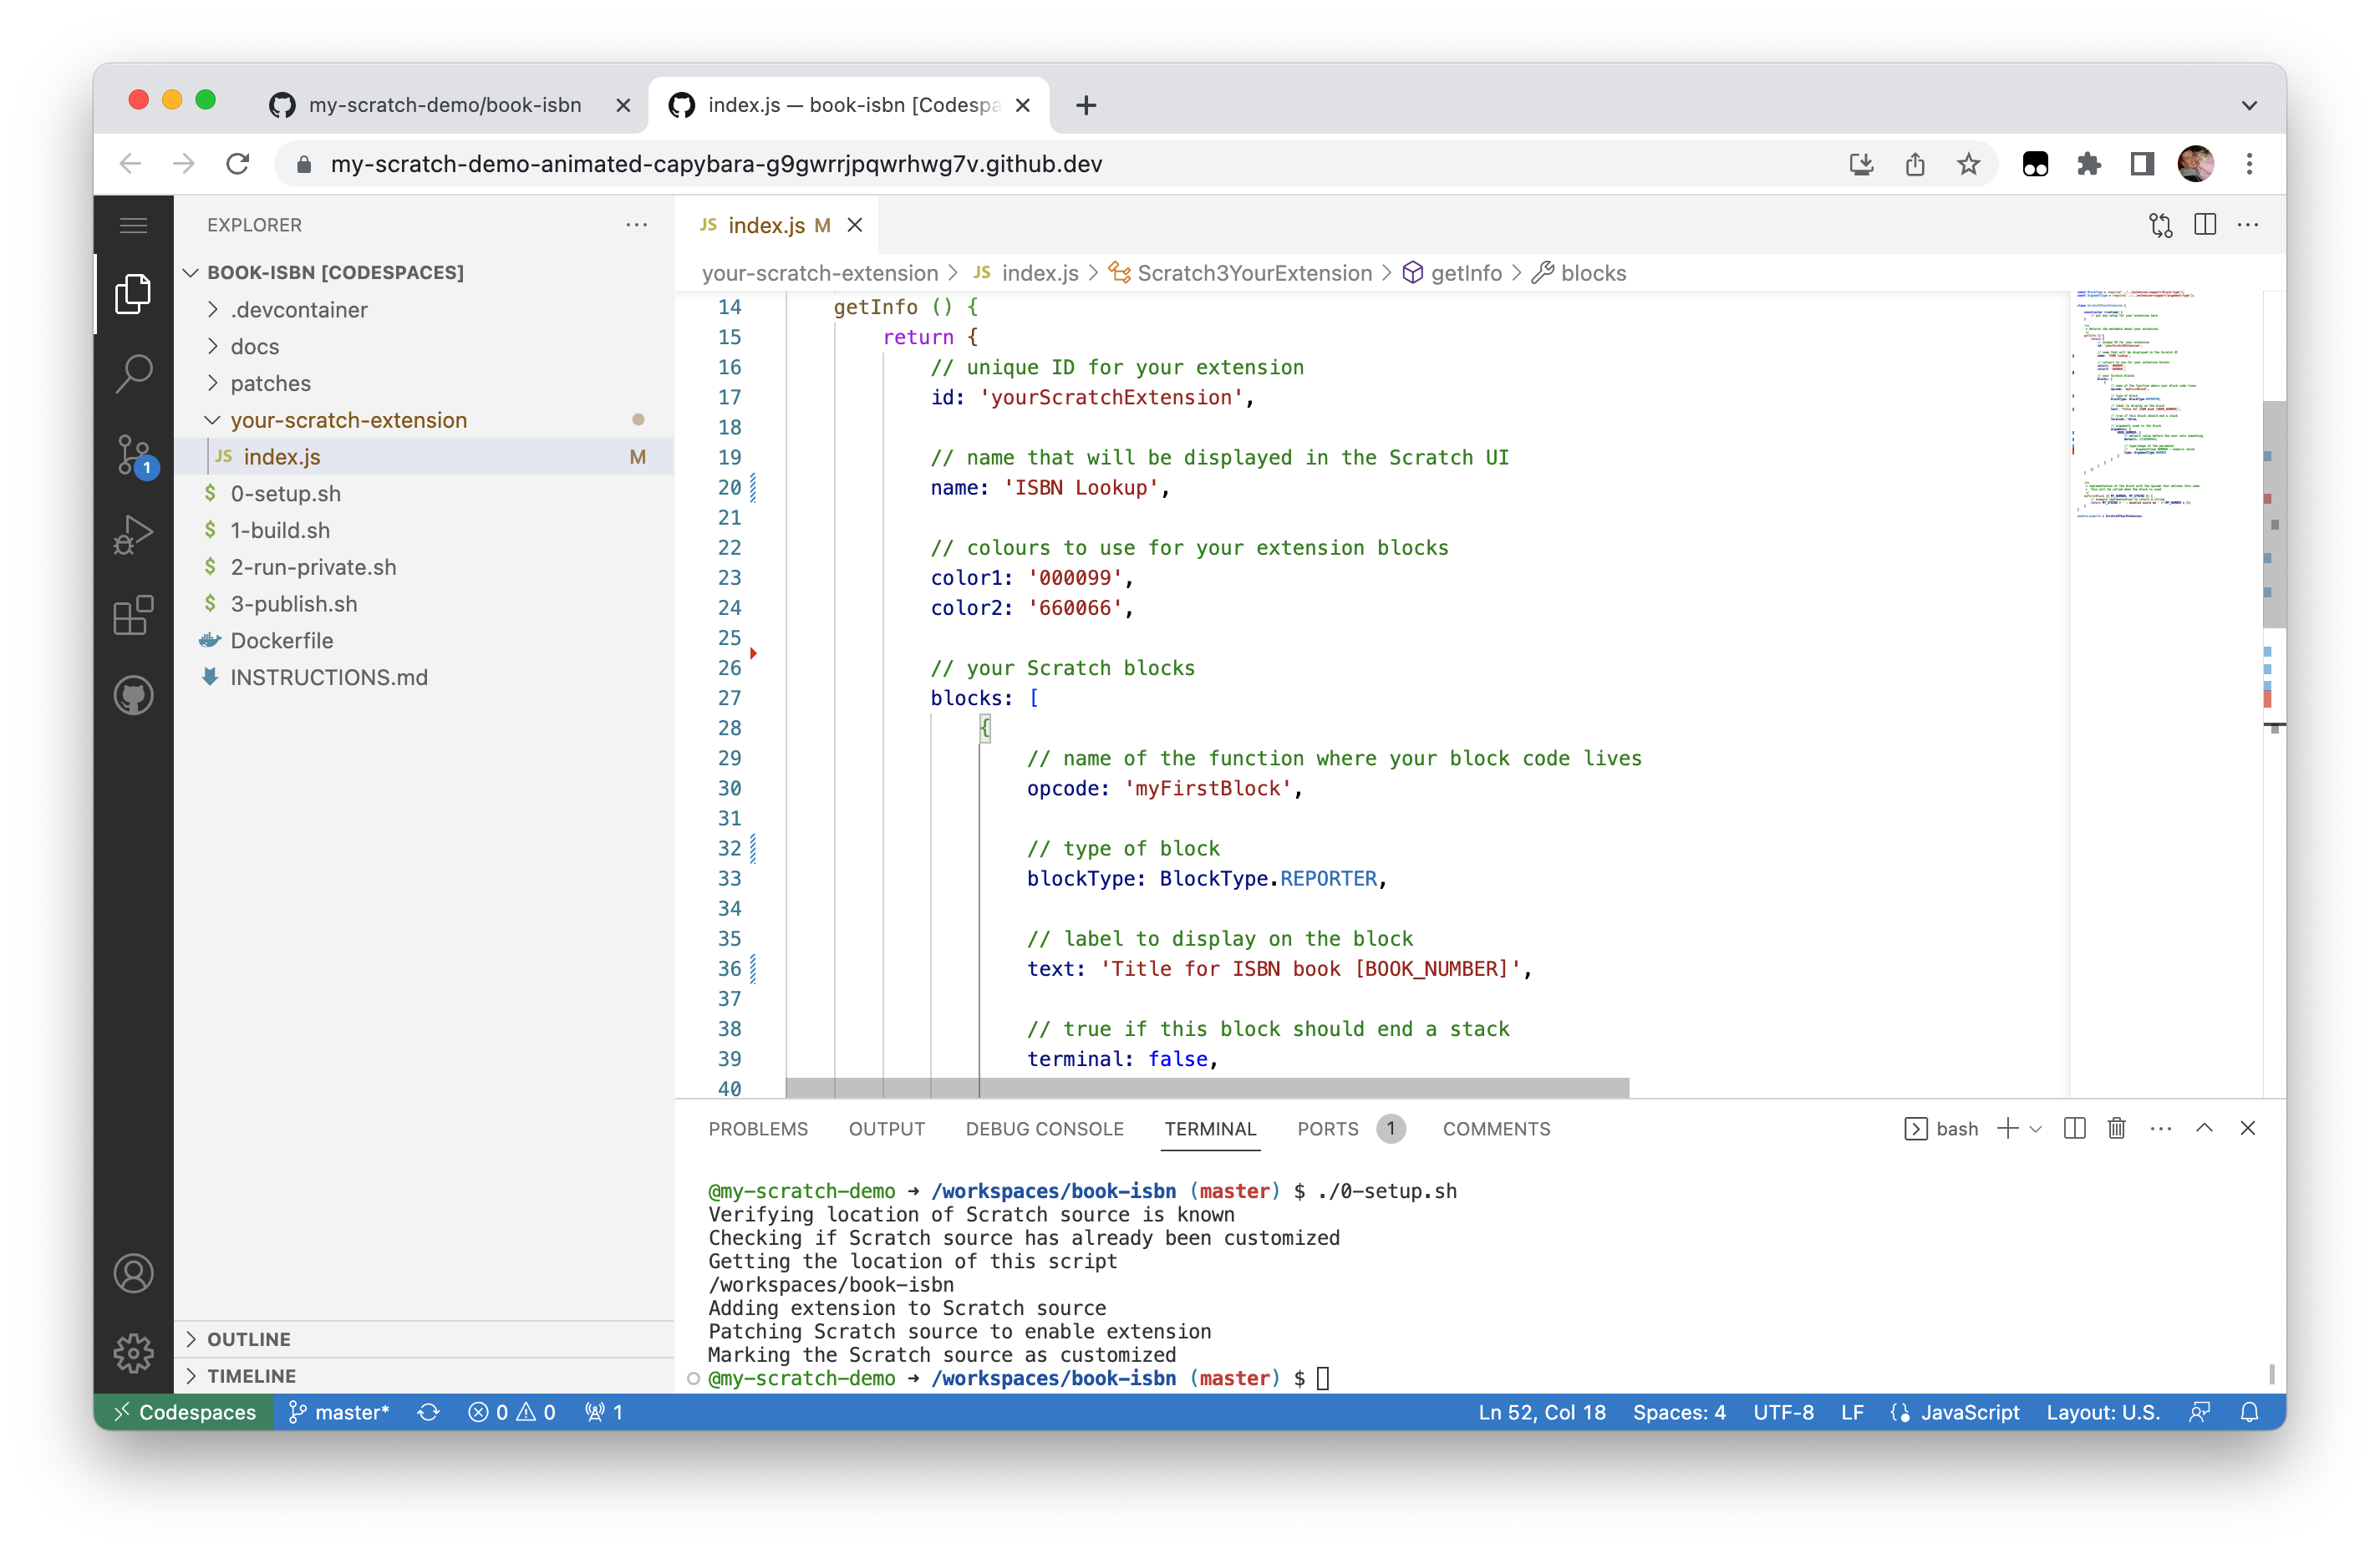 my-scratch-demo/book-isbn
index.js — book-isbn [Codespa
my-scratch-demo-animated-capybara-g9gwrrjpqwrhwg7v.github.dev
EXPLORER
BOOK-ISBN [CODESPACES]
.devcontainer
docs
patches
your-scratch-extension
JS index.js M
$ 0-setup.sh
$ 1-build.sh
$ 2-run-private.sh
$ 3-publish.sh
Dockerfile
INSTRUCTIONS.md
OUTLINE
TIMELINE
1
JS index.js M
your-scratch-extension > JS index.js > Scratch3YourExtension > getInfo > blocks
14 getInfo () {
15 return {
16 // unique ID for your extension
17 id: 'yourScratchExtension',
18
19 // name that will be displayed in the Scratch UI
20 name: 'ISBN Lookup',
21
22 // colours to use for your extension blocks
23 color1: '000099',
24 color2: '660066',
25
26 // your Scratch blocks
27 blocks: [
28 {
29 // name of the function where your block code lives
30 opcode: 'myFirstBlock',
31
32 // type of block
33 blockType: BlockType.REPORTER,
34
35 // label to display on the block
36 text: 'Title for ISBN book [BOOK_NUMBER]',
37
38 // true if this block should end a stack
39 terminal: false,
40
PROBLEMS OUTPUT DEBUG CONSOLE TERMINAL PORTS 1 COMMENTS
bash
@my-scratch-demo → /workspaces/book-isbn (master) $ ./0-setup.sh
Verifying location of Scratch source is known
Checking if Scratch source has already been customized
Getting the location of this script
/workspaces/book-isbn
Adding extension to Scratch source
Patching Scratch source to enable extension
Marking the Scratch source as customized
@my-scratch-demo → /workspaces/book-isbn (master) $
Codespaces master* 0 0 1
Ln 52, Col 18 Spaces: 4 UTF-8 LF JavaScript Layout: U.S.